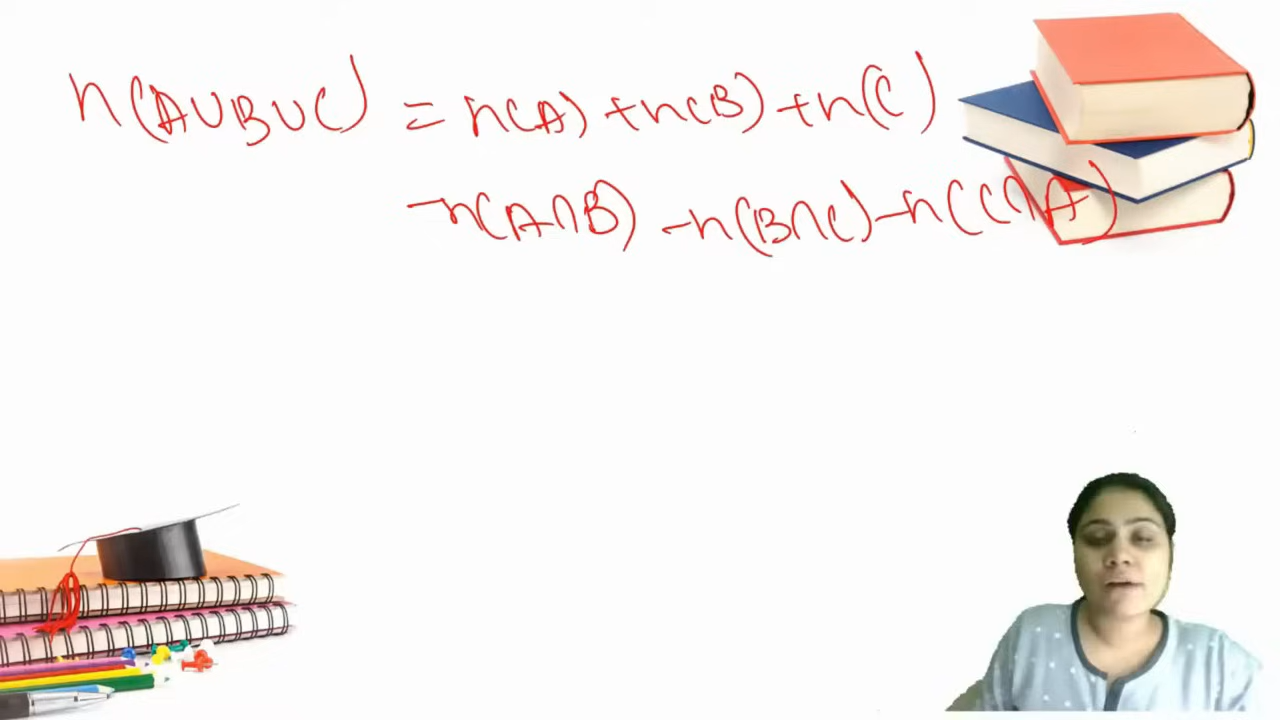 n(A∪B∪C) = n(A) + n(B) + n(C)
-n(A∩B) -n(B∩C) -n(C∩A)